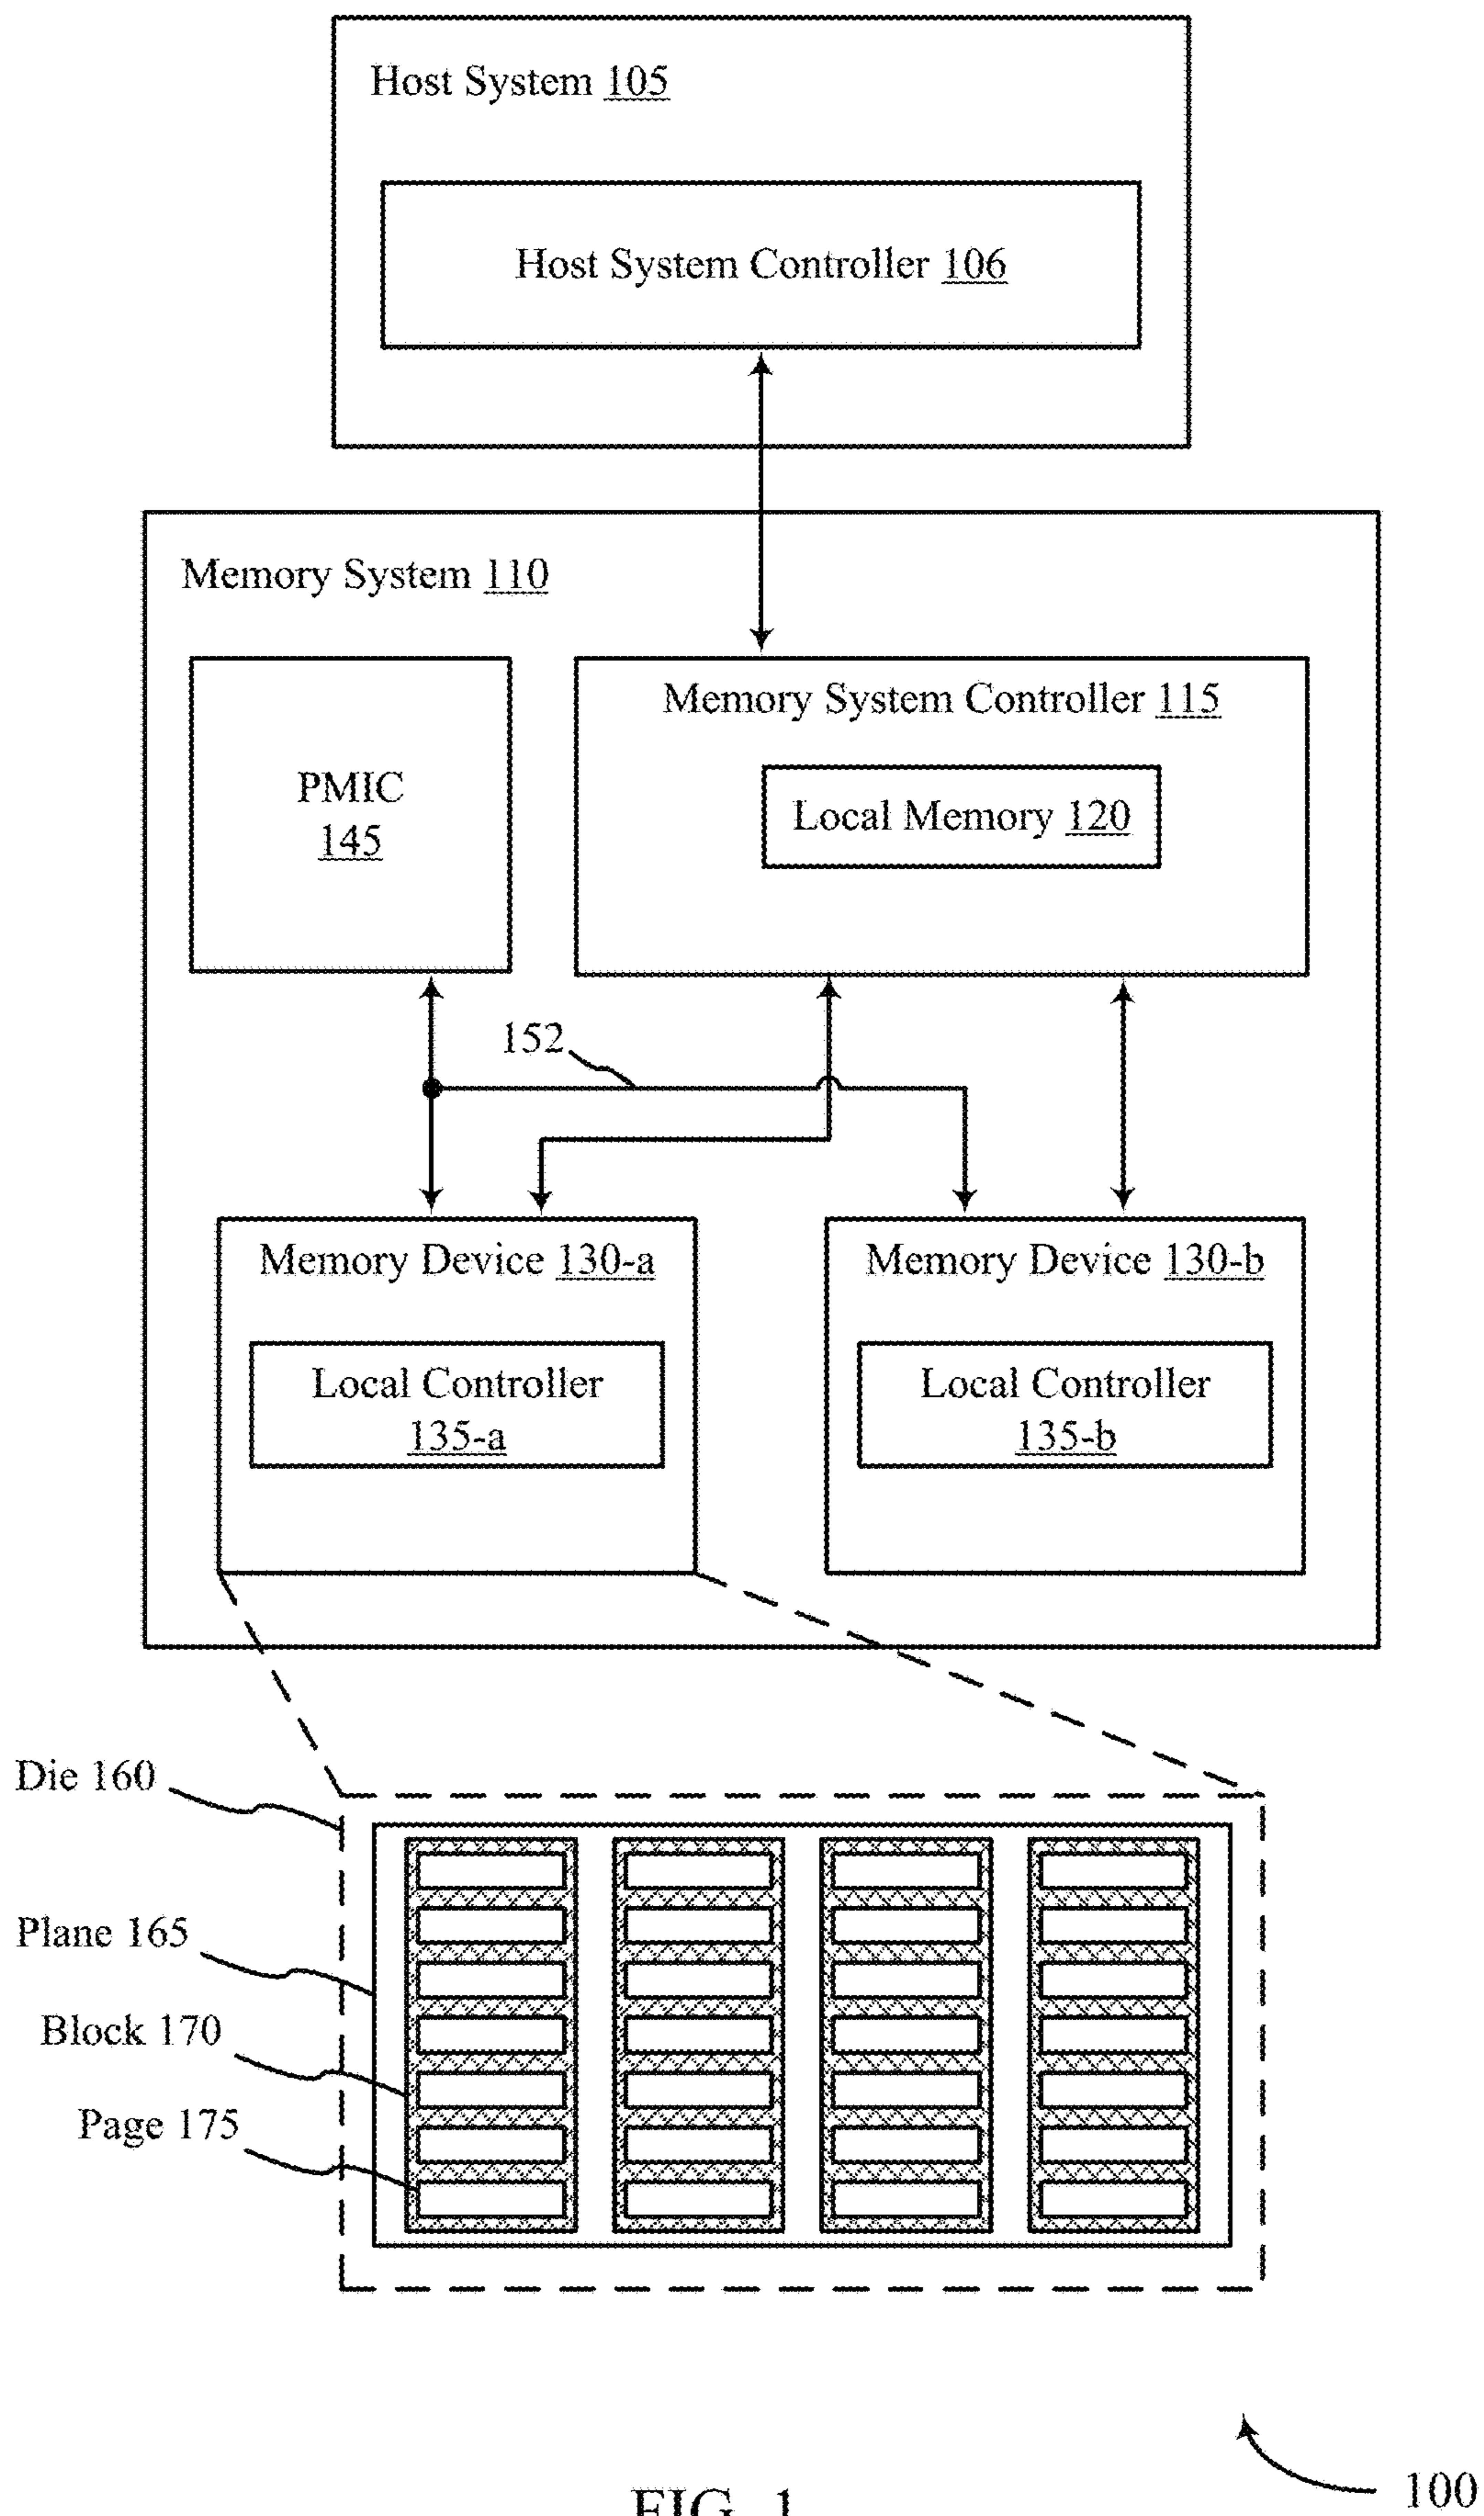 Host System 105
Host System Controller 106
Memory System 110
PMIC
145
Memory System Controller 115
Local Memory 120
152
Memory Device 130-a
Local Controller
135-a
Memory Device 130-b
Local Controller
135-b
Die 160
Plane 165
Block 170
Page 175
100
FIG. 1